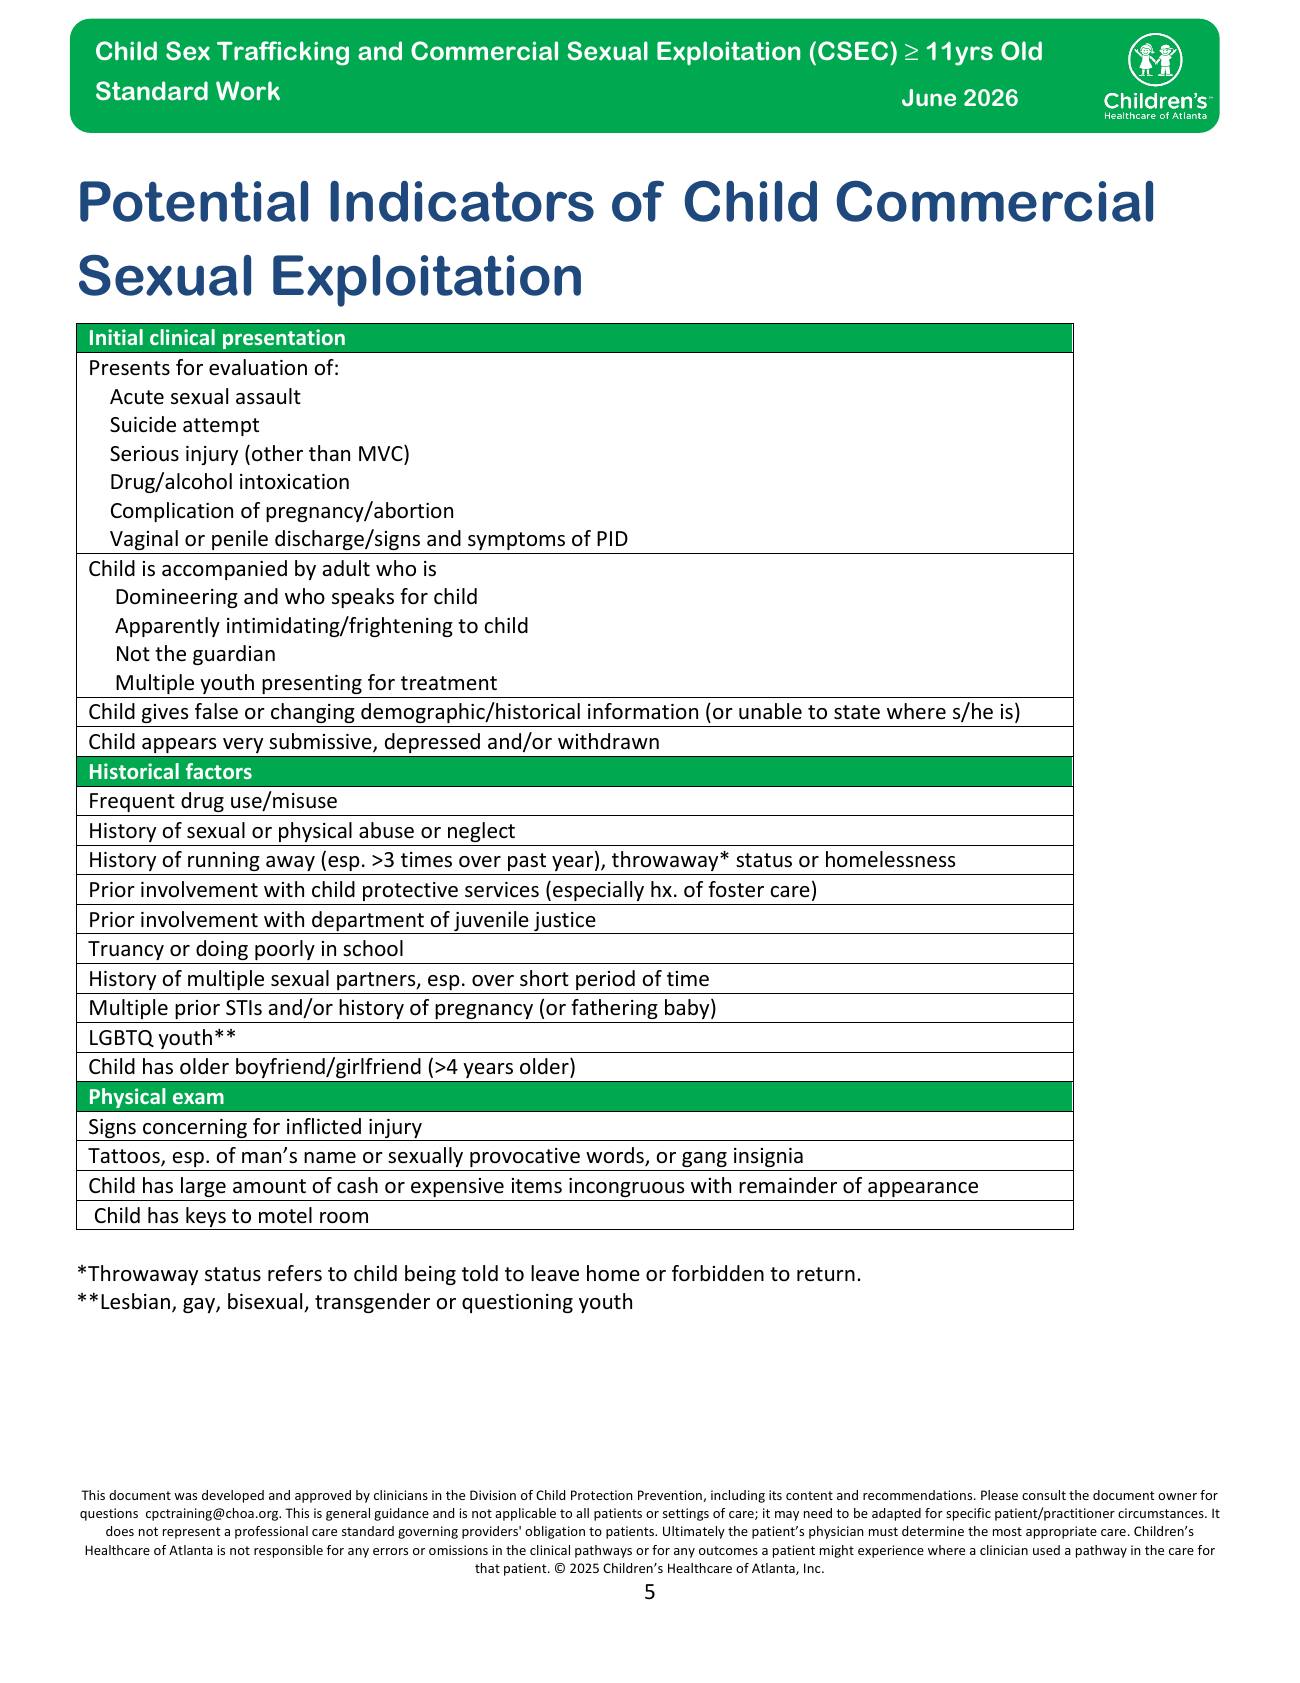 Child Sex Trafficking and Commercial Sexual Exploitation (CSEC) ≥ 11yrs Old
Standard Work
June 2026
Children's™
Healthcare of Atlanta
Potential Indicators of Child Commercial
Sexual Exploitation
Initial clinical presentation
Presents for evaluation of:
Acute sexual assault
Suicide attempt
Serious injury (other than MVC)
Drug/alcohol intoxication
Complication of pregnancy/abortion
Vaginal or penile discharge/signs and symptoms of PID
Child is accompanied by adult who is
Domineering and who speaks for child
Apparently intimidating/frightening to child
Not the guardian
Multiple youth presenting for treatment
Child gives false or changing demographic/historical information (or unable to state where s/he is)
Child appears very submissive, depressed and/or withdrawn
Historical factors
Frequent drug use/misuse
History of sexual or physical abuse or neglect
History of running away (esp. >3 times over past year), throwaway* status or homelessness
Prior involvement with child protective services (especially hx. of foster care)
Prior involvement with department of juvenile justice
Truancy or doing poorly in school
History of multiple sexual partners, esp. over short period of time
Multiple prior STIs and/or history of pregnancy (or fathering baby)
LGBTQ youth**
Child has older boyfriend/girlfriend (>4 years older)
Physical exam
Signs concerning for inflicted injury
Tattoos, esp. of man's name or sexually provocative words, or gang insignia
Child has large amount of cash or expensive items incongruous with remainder of appearance
Child has keys to motel room
*Throwaway status refers to child being told to leave home or forbidden to return.
**Lesbian, gay, bisexual, transgender or questioning youth
This document was developed and approved by clinicians in the Division of Child Protection Prevention, including its content and recommendations. Please consult the document owner for
questions  cpctraining@choa.org. This is general guidance and is not applicable to all patients or settings of care; it may need to be adapted for specific patient/practitioner circumstances. It
does not represent a professional care standard governing providers' obligation to patients. Ultimately the patient's physician must determine the most appropriate care. Children's
Healthcare of Atlanta is not responsible for any errors or omissions in the clinical pathways or for any outcomes a patient might experience where a clinician used a pathway in the care for
that patient. © 2025 Children's Healthcare of Atlanta, Inc.
5